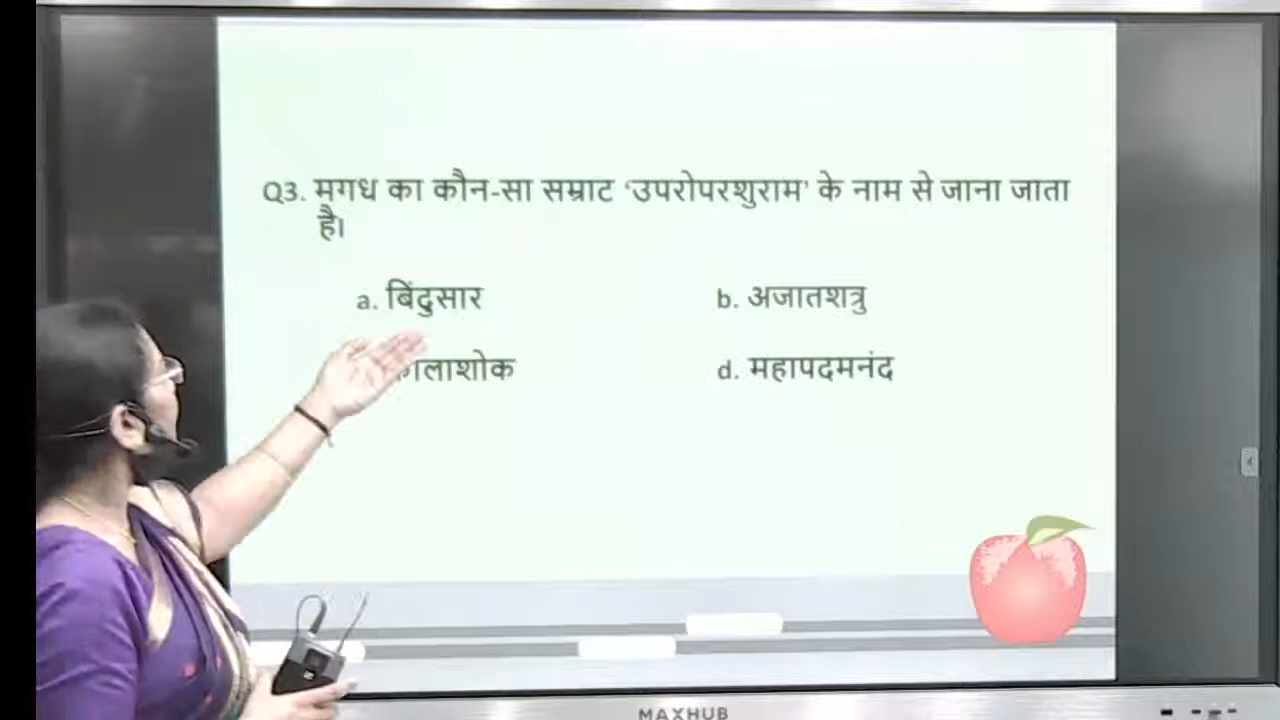 Q3. मगध का कौन-सा सम्राट ‘उपरोपरशुराम’ के नाम से जाना जाता
है।
a. बिंदुसार
b. अजातशत्रु
d. महापदमनंद
MAXHUB